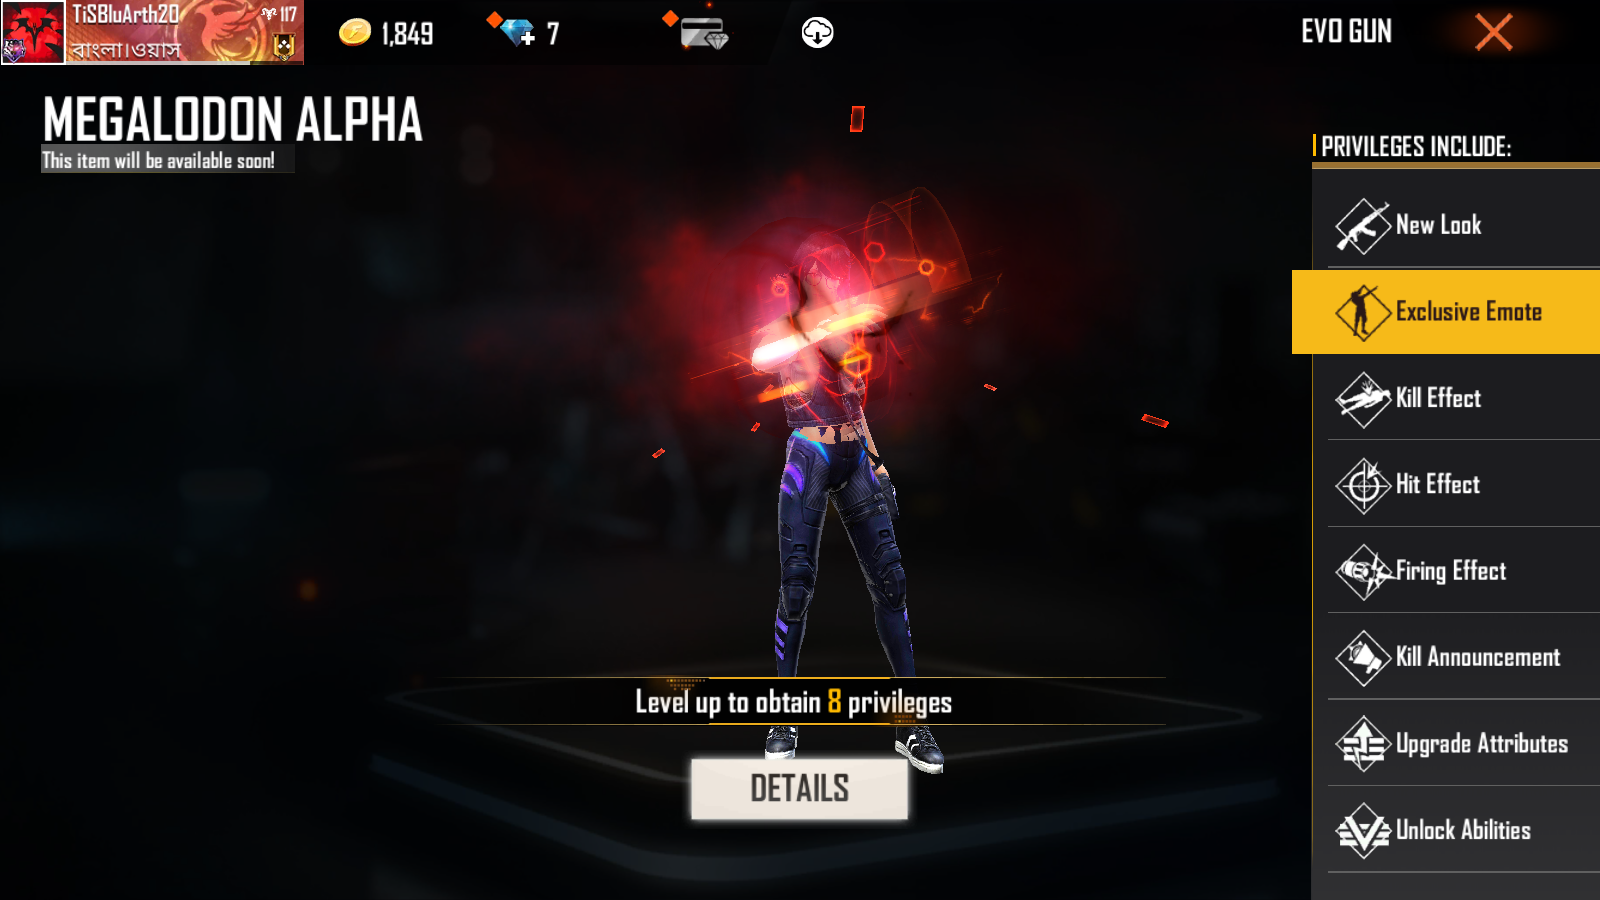 TiSBluArth20
117
বাংলা।ওয়াস
1,849
7
EVO GUN
MEGALODON ALPHA
This item will be available soon!
PRIVILEGES INCLUDE:
New Look
Exclusive Emote
Kill Effect
Hit Effect
Firing Effect
Kill Announcement
Upgrade Attributes
Unlock Abilities
Level up to obtain 8 privileges
DETAILS